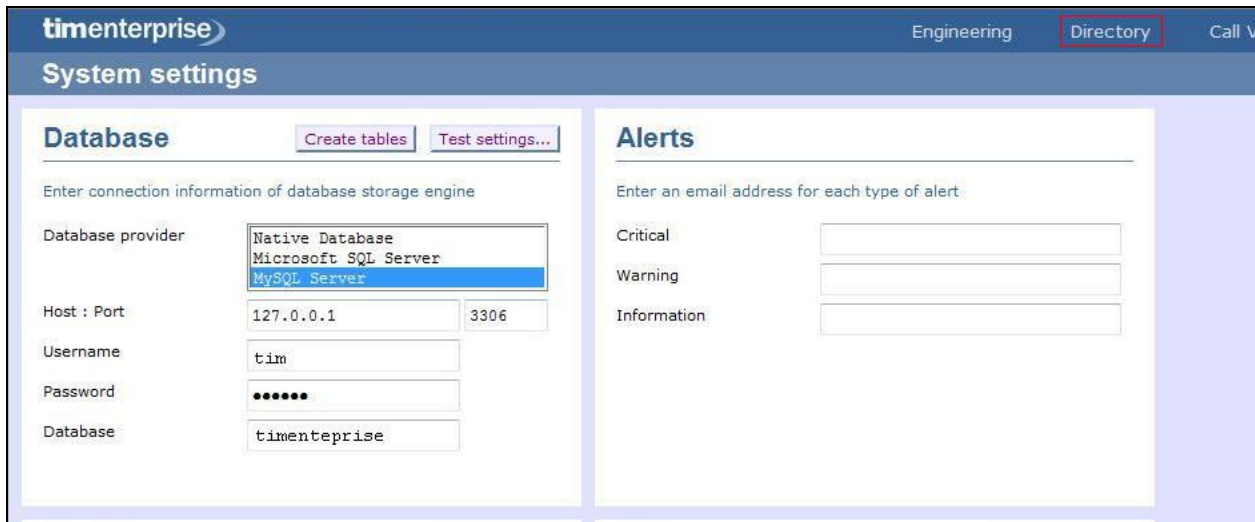 timenterprise Engineering Directory Call V
System settings
Database Create tables Test settings...
Enter connection information of database storage engine
Database provider Native Database
Microsoft SQL Server
MySQL Server
Host : Port 127.0.0.1 3306
Username tim
Password ••••••
Database timenteprise
Alerts
Enter an email address for each type of alert
Critical
Warning
Information